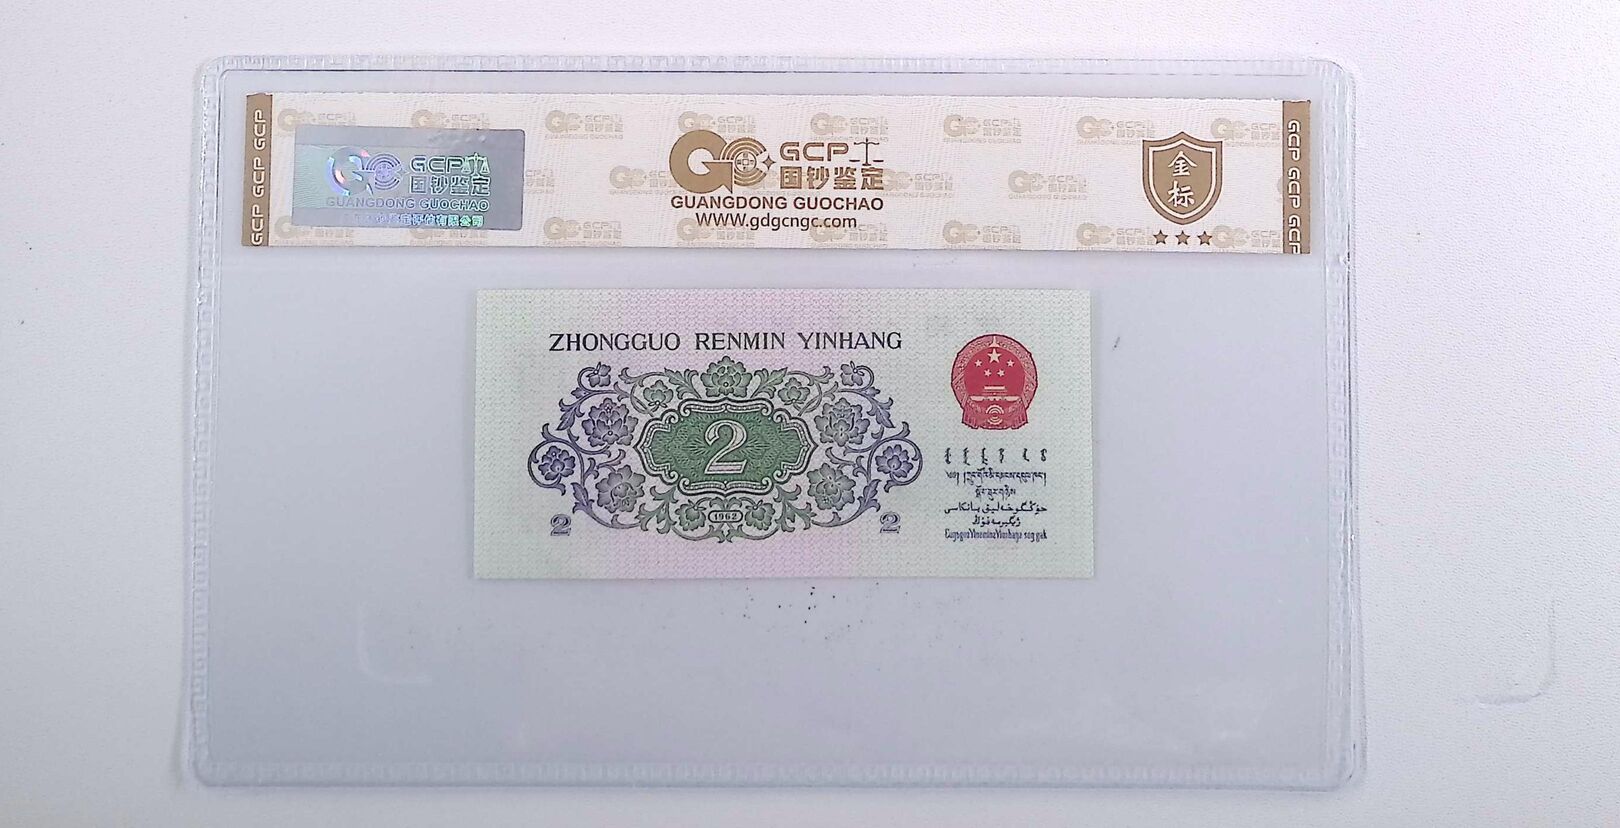 GCP GCP GCP
GCP
国钞鉴定
GUANGDONG GUOCHAO
GCP
国钞鉴定
GUANGDONG GUOCHAO
WWW.gdgcngc.com
金
标
GCP GCP GCP
ZHONGGUO RENMIN YINHANG
2
1962
2
2